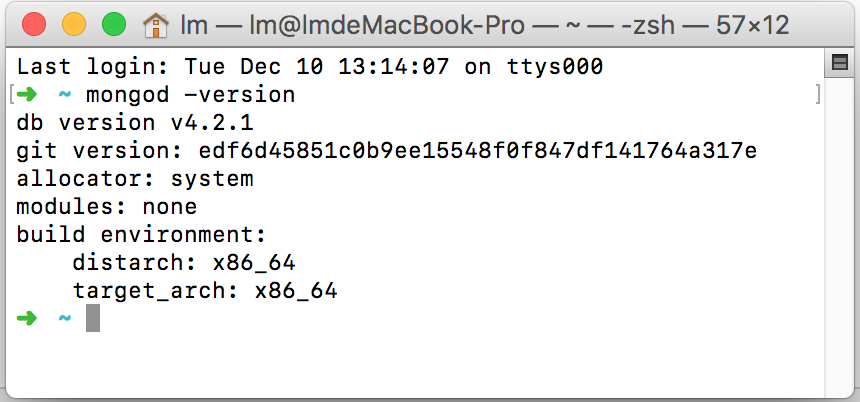 lm — lm@lmdeMacBook-Pro — ~ — -zsh — 57×12
Last login: Tue Dec 10 13:14:07 on ttys000
[➜ ~ mongod -version ]
db version v4.2.1
git version: edf6d45851c0b9ee15548f0f847df141764a317e
allocator: system
modules: none
build environment:
    distarch: x86_64
    target_arch: x86_64
➜ ~